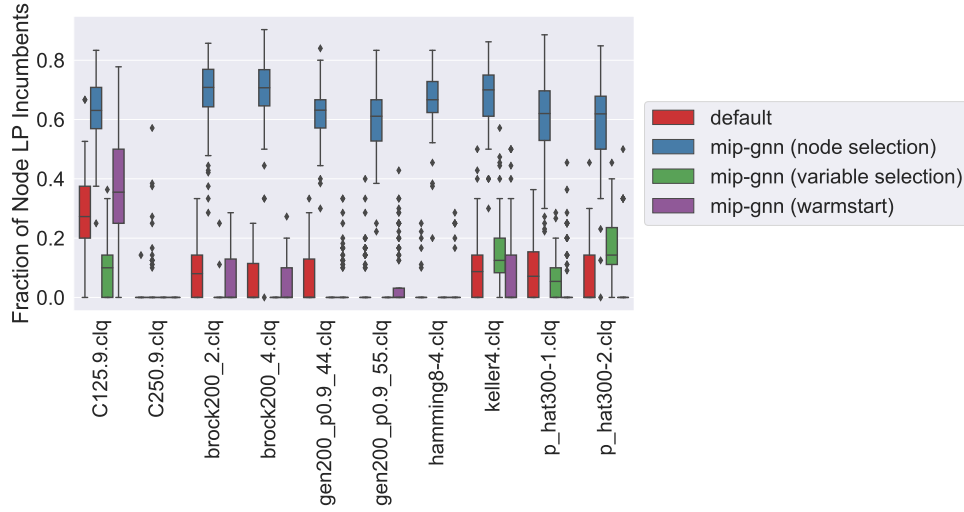 Fraction of Node LP Incumbents
0.8
0.6
0.4
0.2
0.0
C125.9.clq
C250.9.clq
brock200_2.clq
brock200_4.clq
gen200_p0.9_44.clq
gen200_p0.9_55.clq
hamming8-4.clq
keller4.clq
p_hat300-1.clq
p_hat300-2.clq
default
mip-gnn (node selection)
mip-gnn (variable selection)
mip-gnn (warmstart)